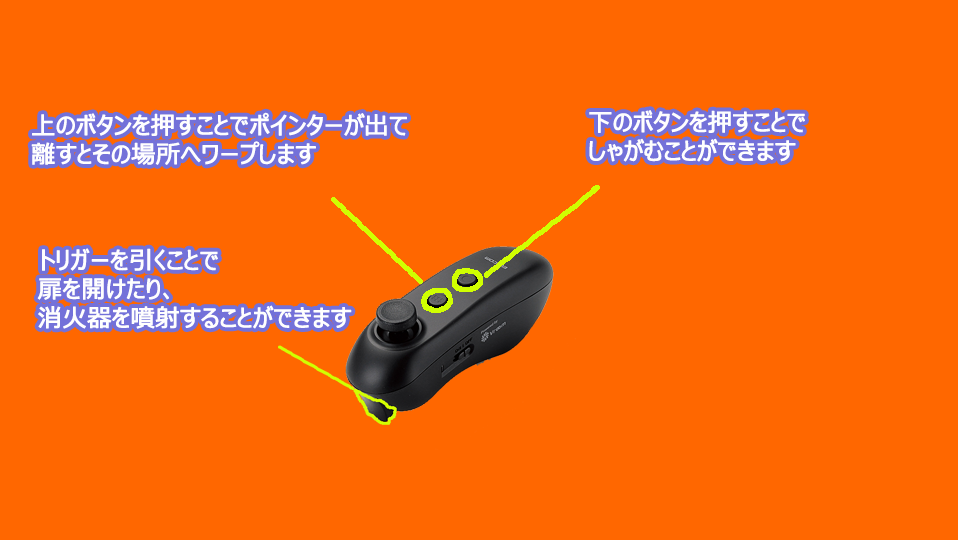 上のボタンを押すことでポインターが出て
離すとその場所へワープします
下のボタンを押すことで
しゃがむことができます
トリガーを引くことで
扉を開けたり、
消火器を噴射することができます